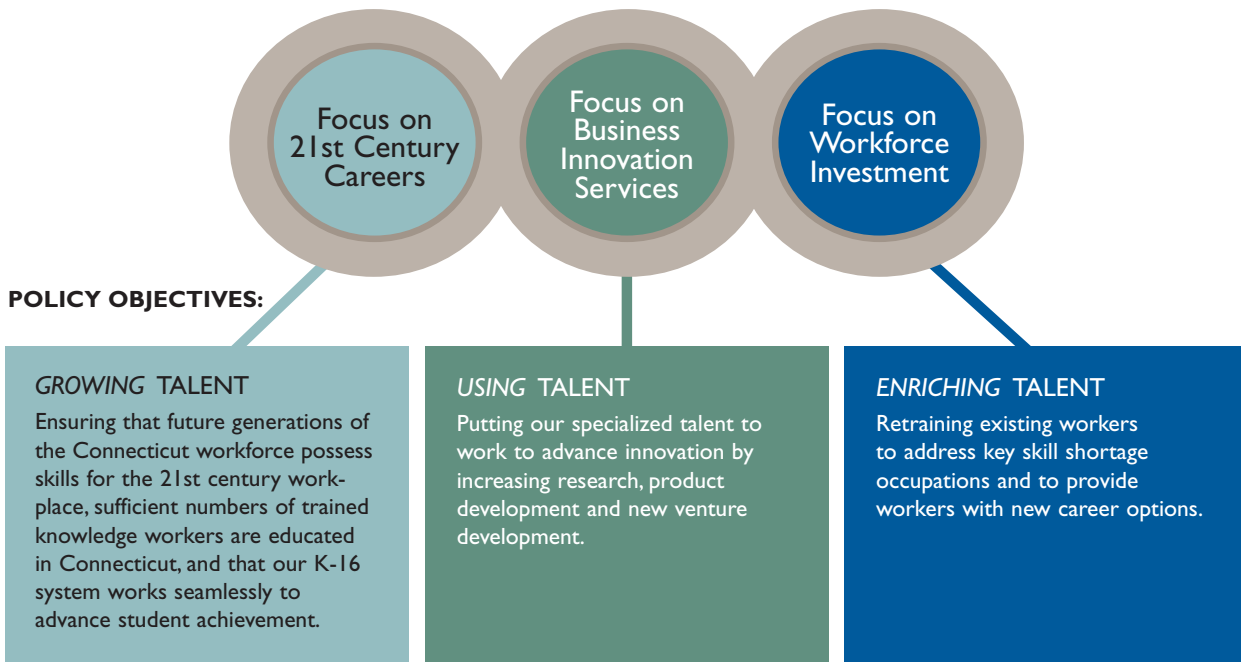 Focus on
21st Century
Careers
Focus on
Business
Innovation
Services
Focus on
Workforce
Investment
POLICY OBJECTIVES:
GROWING TALENT
Ensuring that future generations of
the Connecticut workforce possess
skills for the 21st century work-
place, sufficient numbers of trained
knowledge workers are educated
in Connecticut, and that our K-16
system works seamlessly to
advance student achievement.
USING TALENT
Putting our specialized talent to
work to advance innovation by
increasing research, product
development and new venture
development.
ENRICHING TALENT
Retraining existing workers
to address key skill shortage
occupations and to provide
workers with new career options.